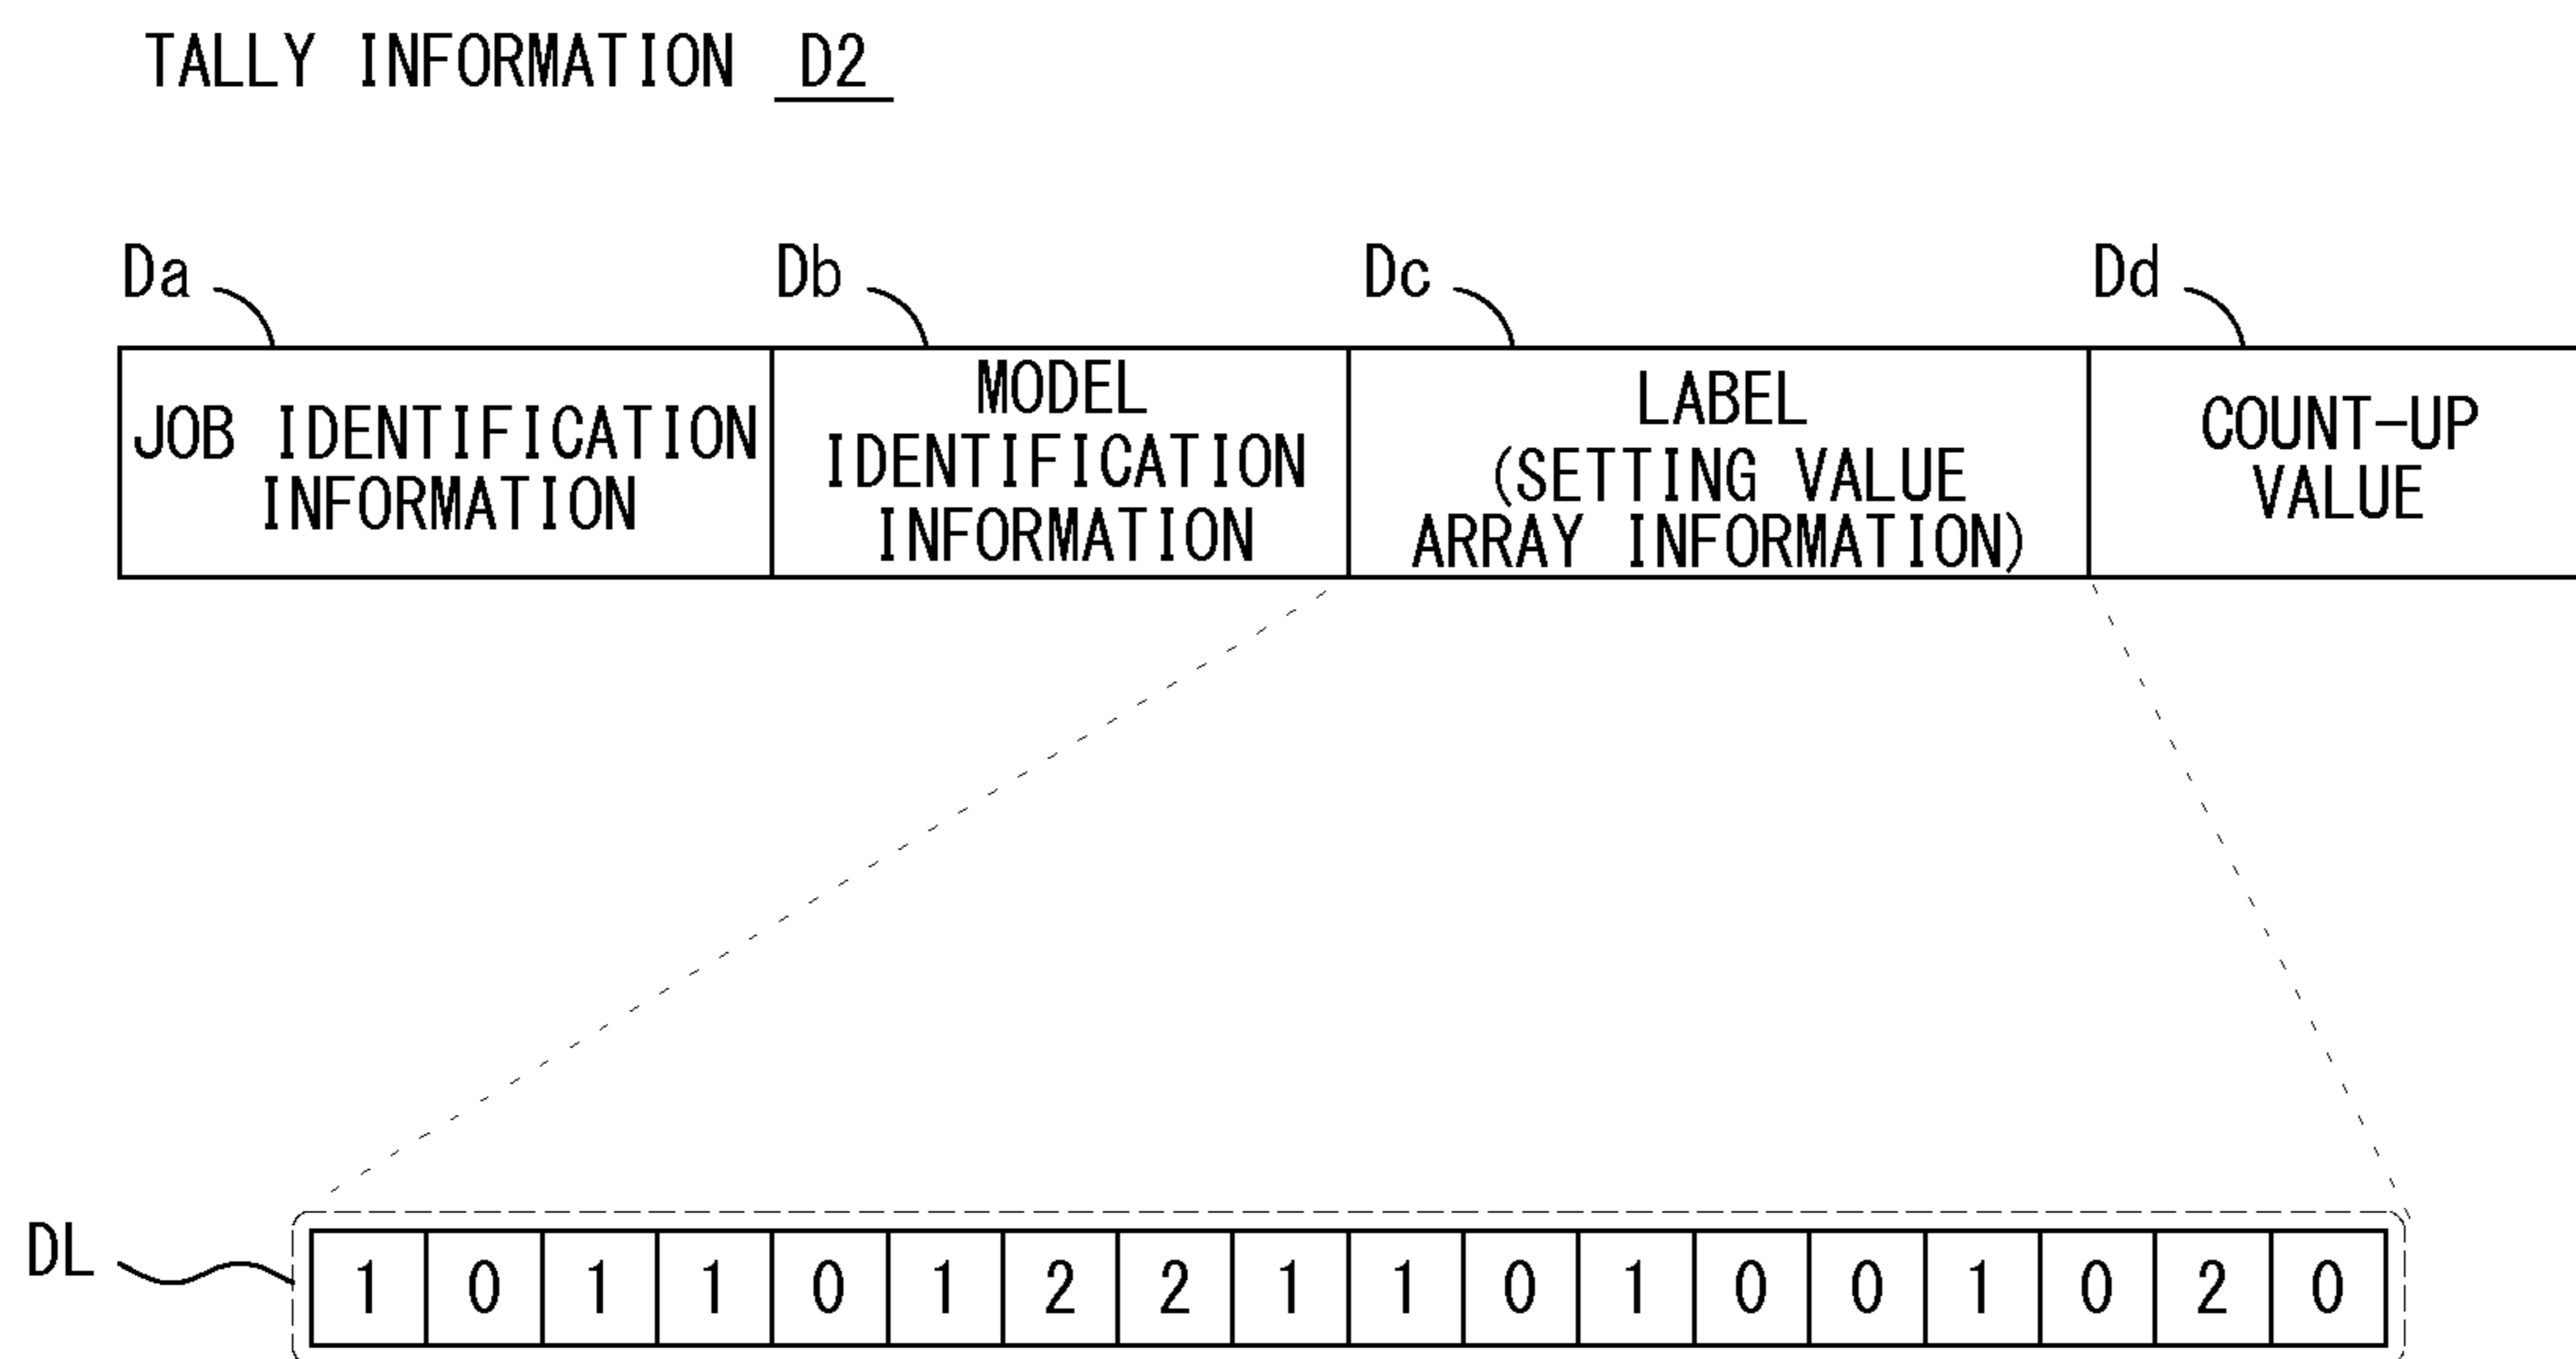 TALLY INFORMATION D2
Da Db Dc Dd
JOB IDENTIFICATION
INFORMATION
MODEL
IDENTIFICATION
INFORMATION
LABEL
(SETTING VALUE
ARRAY INFORMATION)
COUNT-UP
VALUE
DL 1 0 1 1 0 1 2 2 1 1 0 1 0 0 1 0 2 0